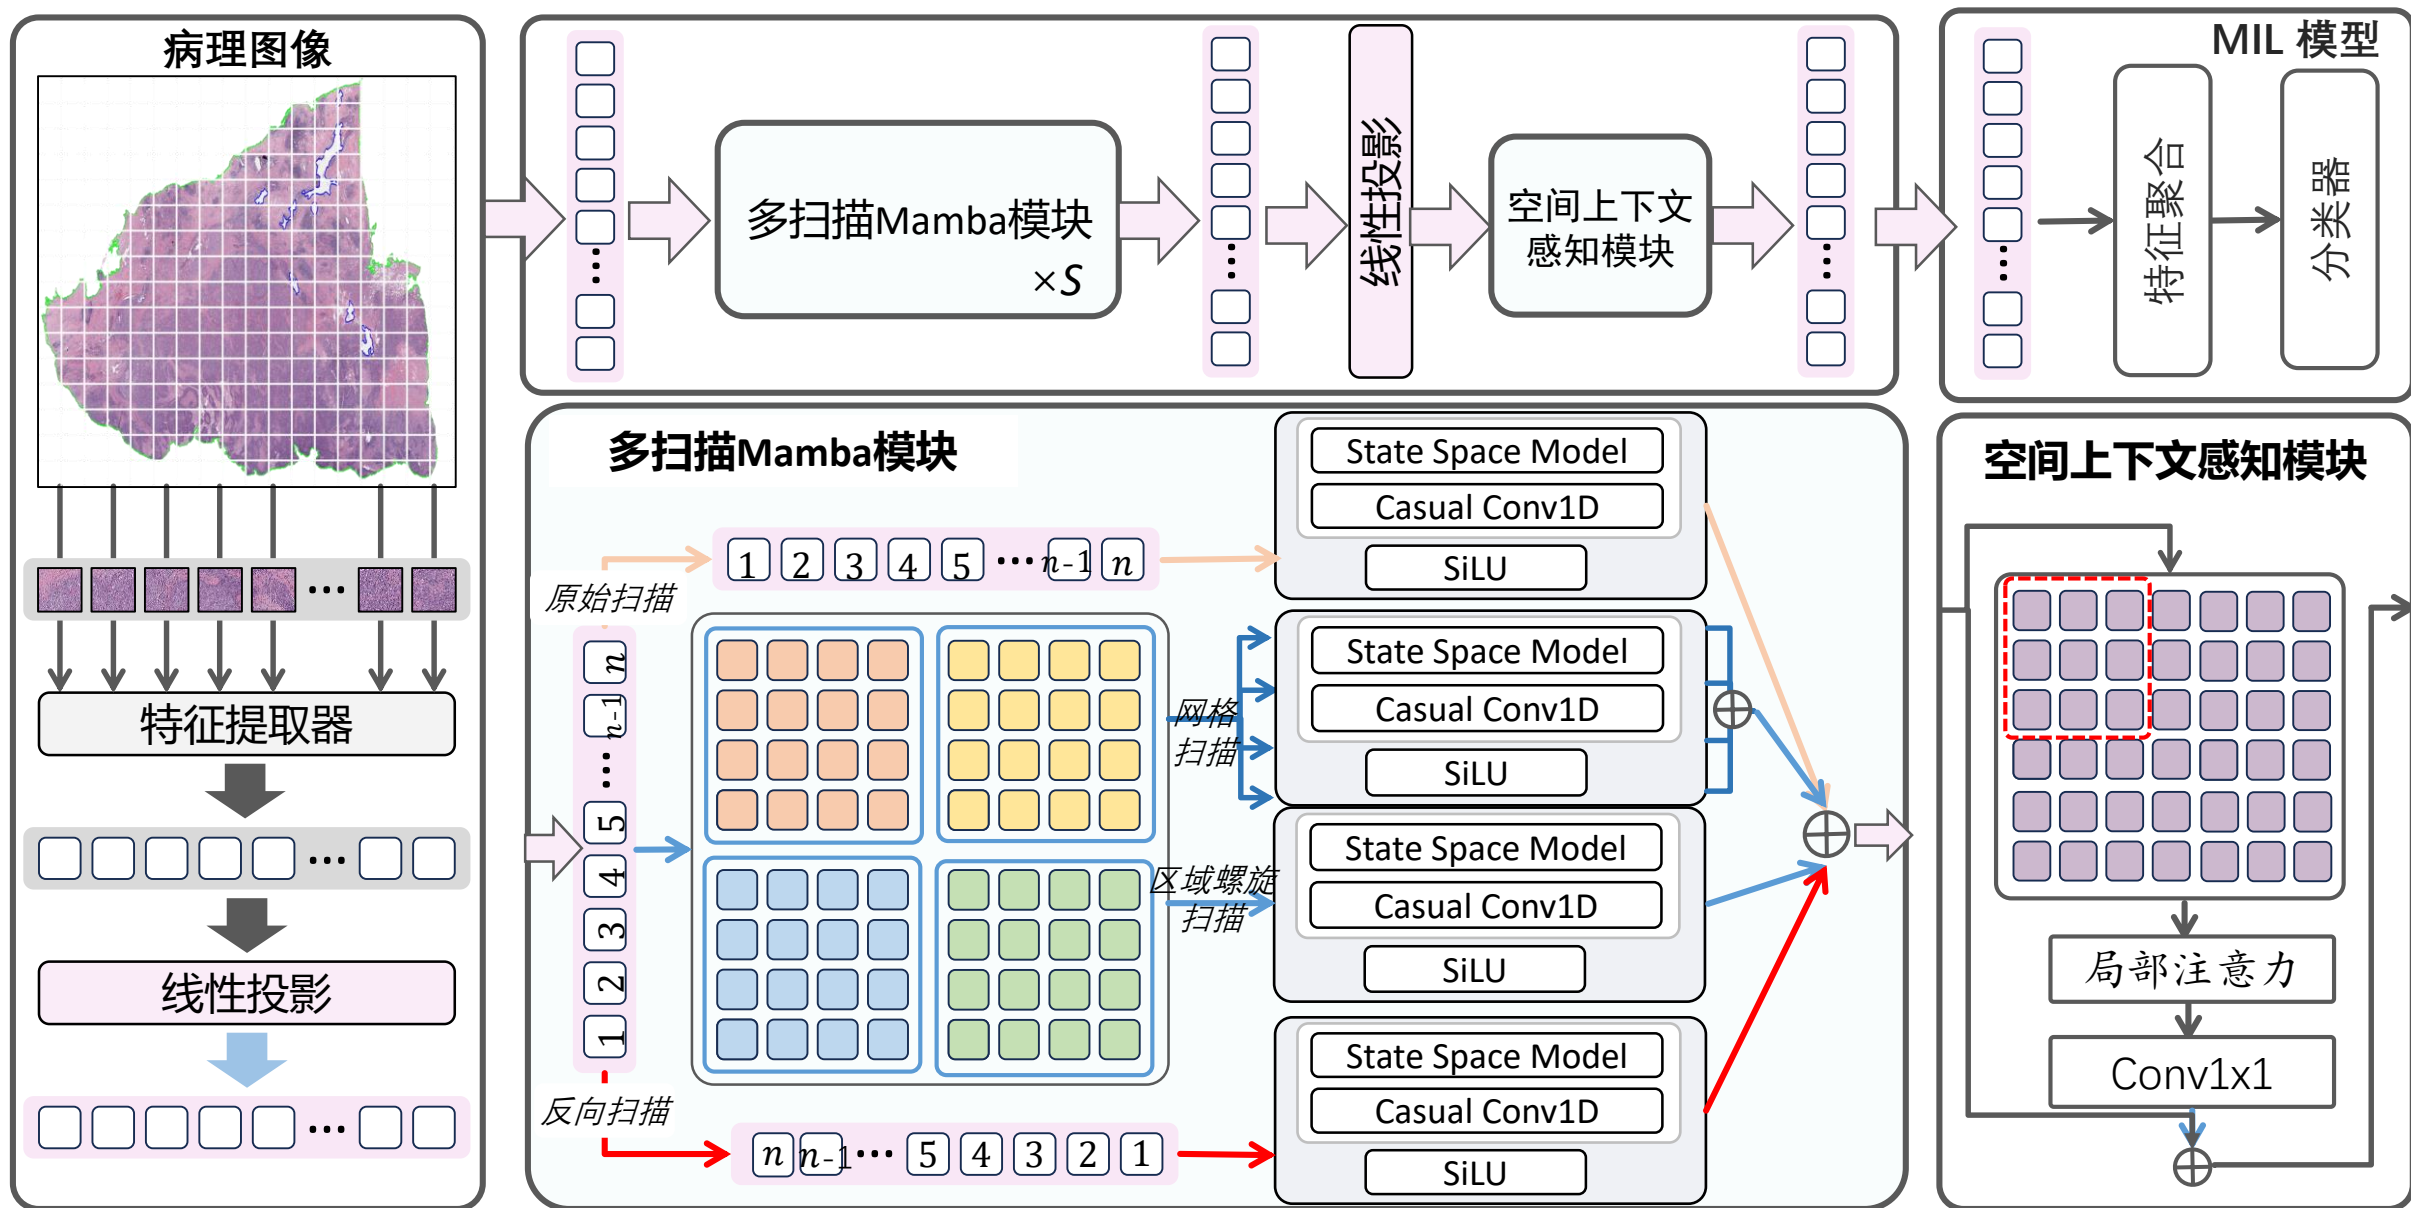 病理图像
特征提取器
线性投影
多扫描Mamba模块
×S
线性投影
空间上下文
感知模块
MIL 模型
特征聚合
分类器
多扫描Mamba模块
原始扫描
1 2 3 4 5 ... n-1 n
n n-1 ... 5 4 3 2 1
反向扫描
n n-1 ... 5 4 3 2 1
网格
扫描
区域螺旋
扫描
State Space Model
Casual Conv1D
SiLU
State Space Model
Casual Conv1D
SiLU
State Space Model
Casual Conv1D
SiLU
State Space Model
Casual Conv1D
SiLU
空间上下文感知模块
局部注意力
Conv1x1